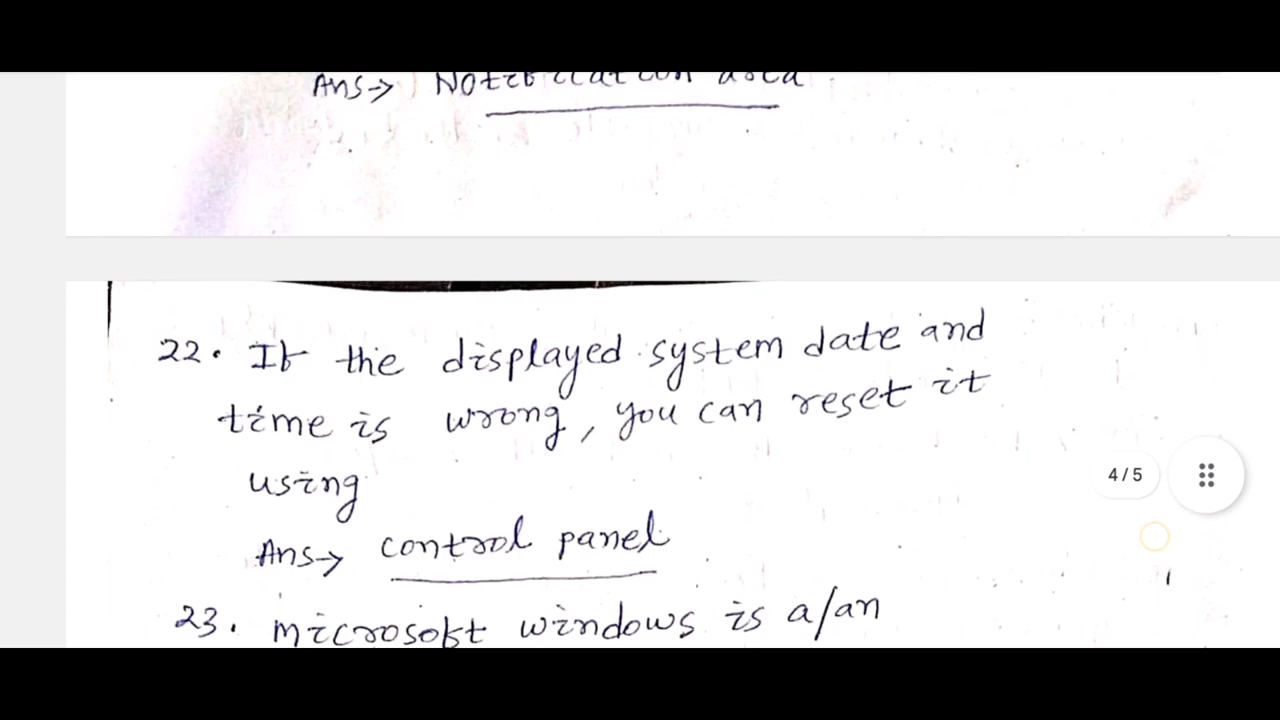 Ans→ Notification area
22. If the displayed system date and
time is wrong, you can reset it
using
4/5
Ans→ control panel
23. microsoft windows is a/an